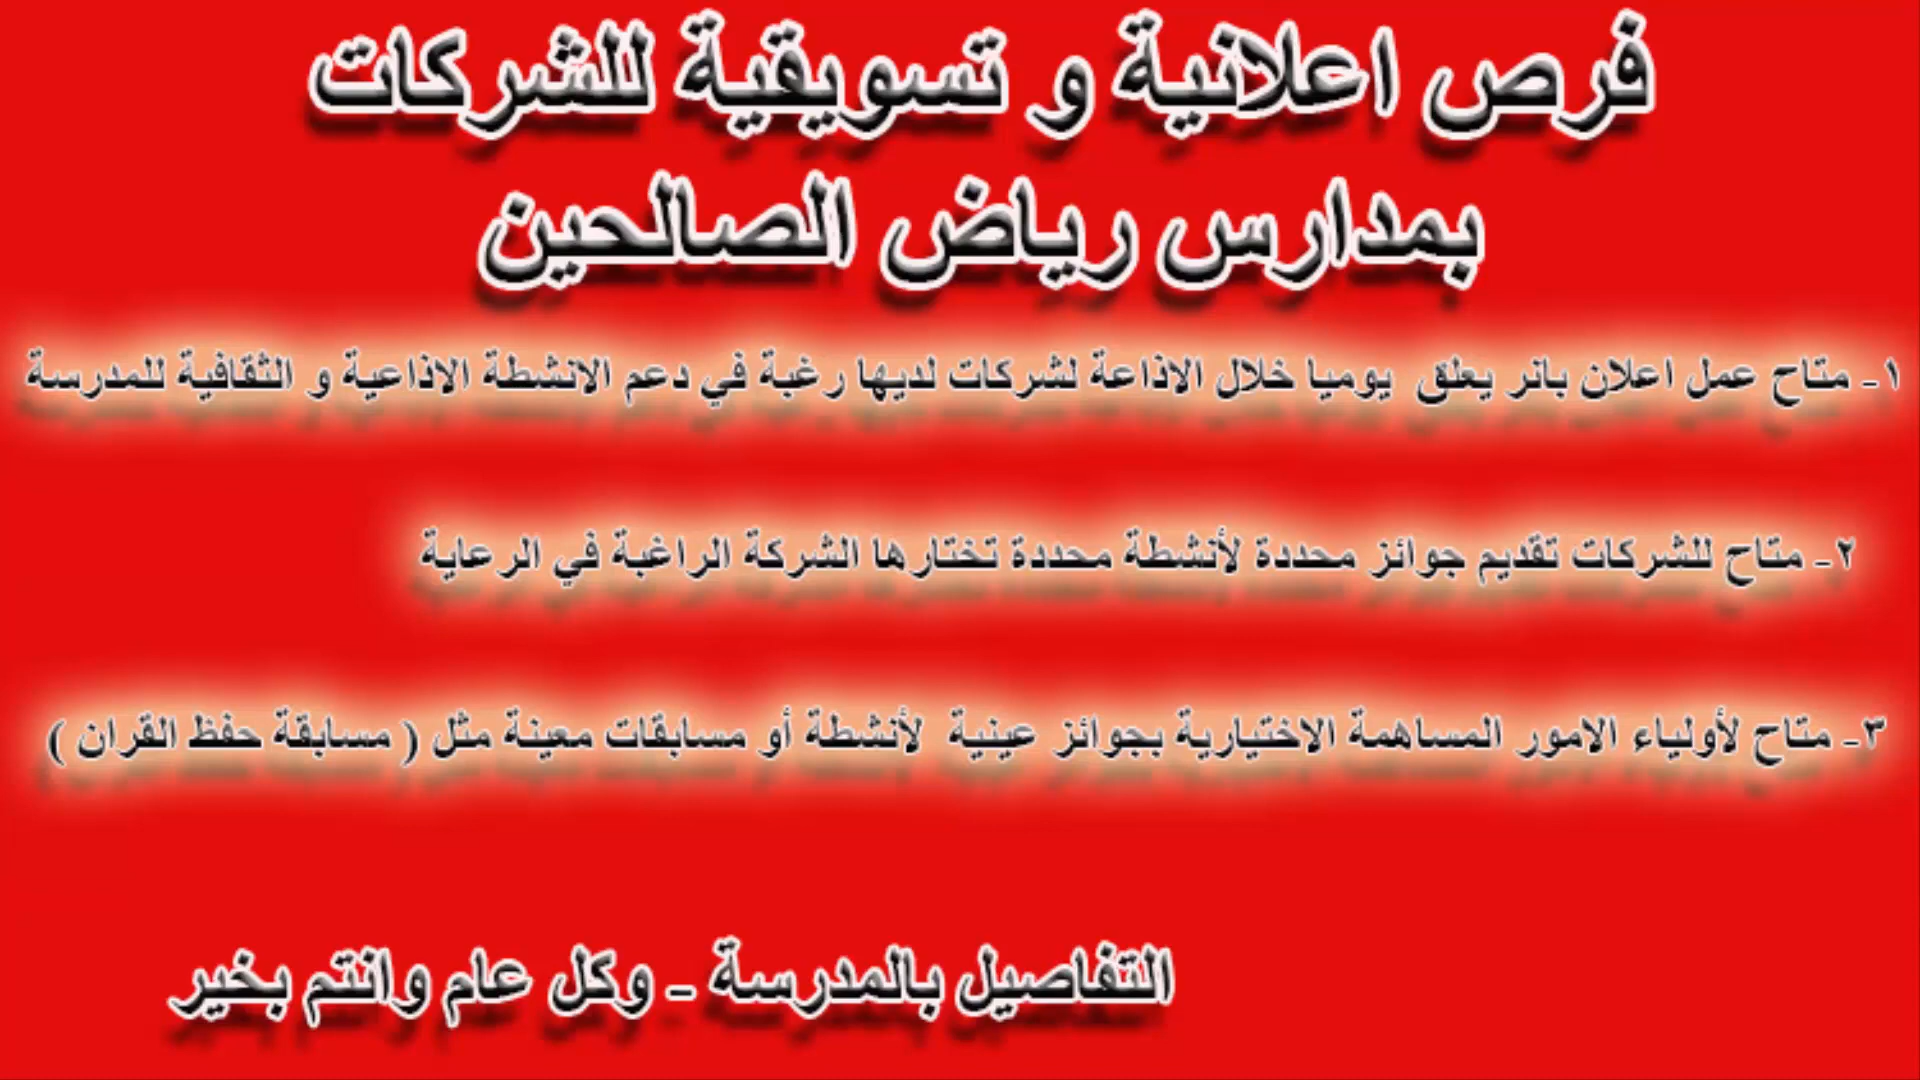 فرص اعلانية و تسويقية للشركات
بمدارس رياض الصالحين
١- متاح عمل اعلان بانر يعلق يوميا خلال الاذاعة لشركات لديها رغبة في دعم الانشطة الاذاعية و الثقافية للمدرسة
٢- متاح للشركات تقديم جوائز محددة لأنشطة محددة تختارها الشركة الراغبة في الرعاية
٣- متاح لأولياء الامور المساهمة الاختيارية بجوائز عينية لأنشطة أو مسابقات معينة مثل ( مسابقة حفظ القران )
التفاصيل بالمدرسة - وكل عام وانتم بخير